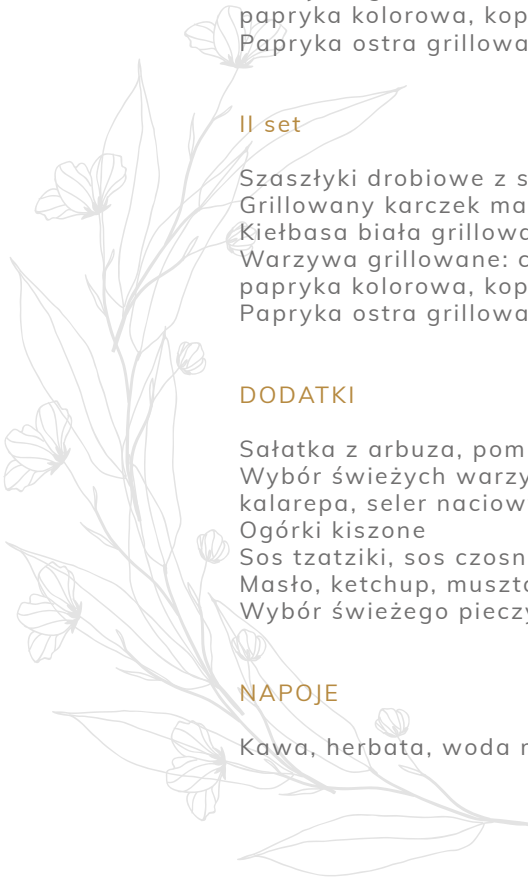 papryka kolorowa, kop
Papryka ostra grillowa
II set
Szaszłyki drobiowe z s
Grillowany karczek ma
Kiełbasa biała grillowa
Warzywa grillowane: c
papryka kolorowa, kop
Papryka ostra grillowa
DODATKI
Sałatka z arbuza, pom
Wybór świeżych warzy
kalarepa, seler naciow
Ogórki kiszone
Sos tzatziki, sos czosn
Masło, ketchup, muszta
Wybór świeżego pieczy
NAPOJE
Kawa, herbata, woda